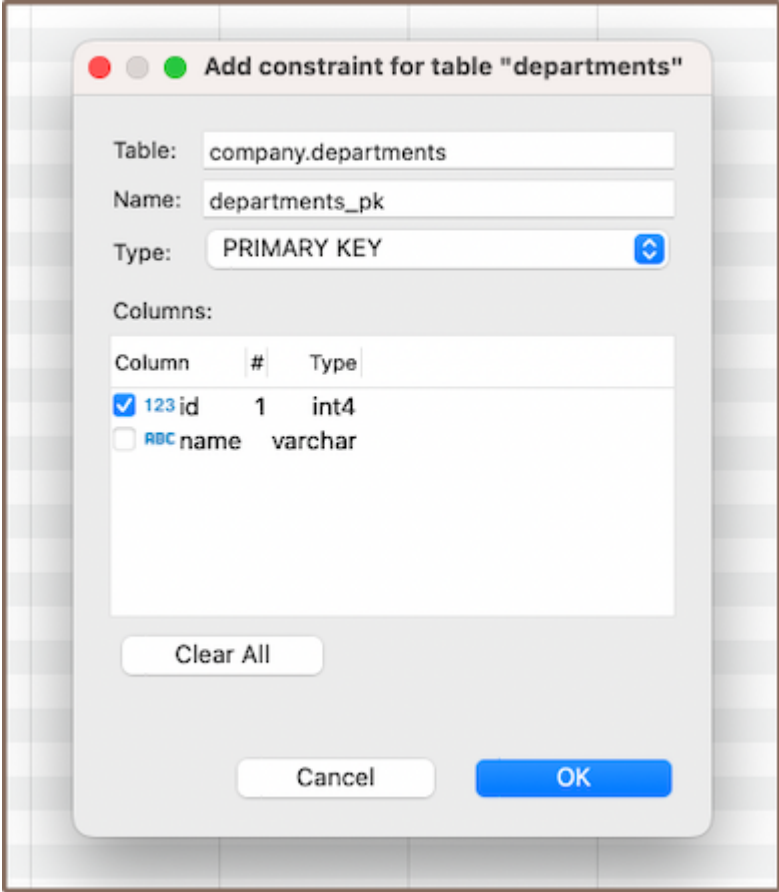 Add constraint for table "departments"
Table: company.departments
Name: departments_pk
Type: PRIMARY KEY
Columns:
Column # Type
123 id 1 int4
ABC name varchar
Clear All
Cancel OK